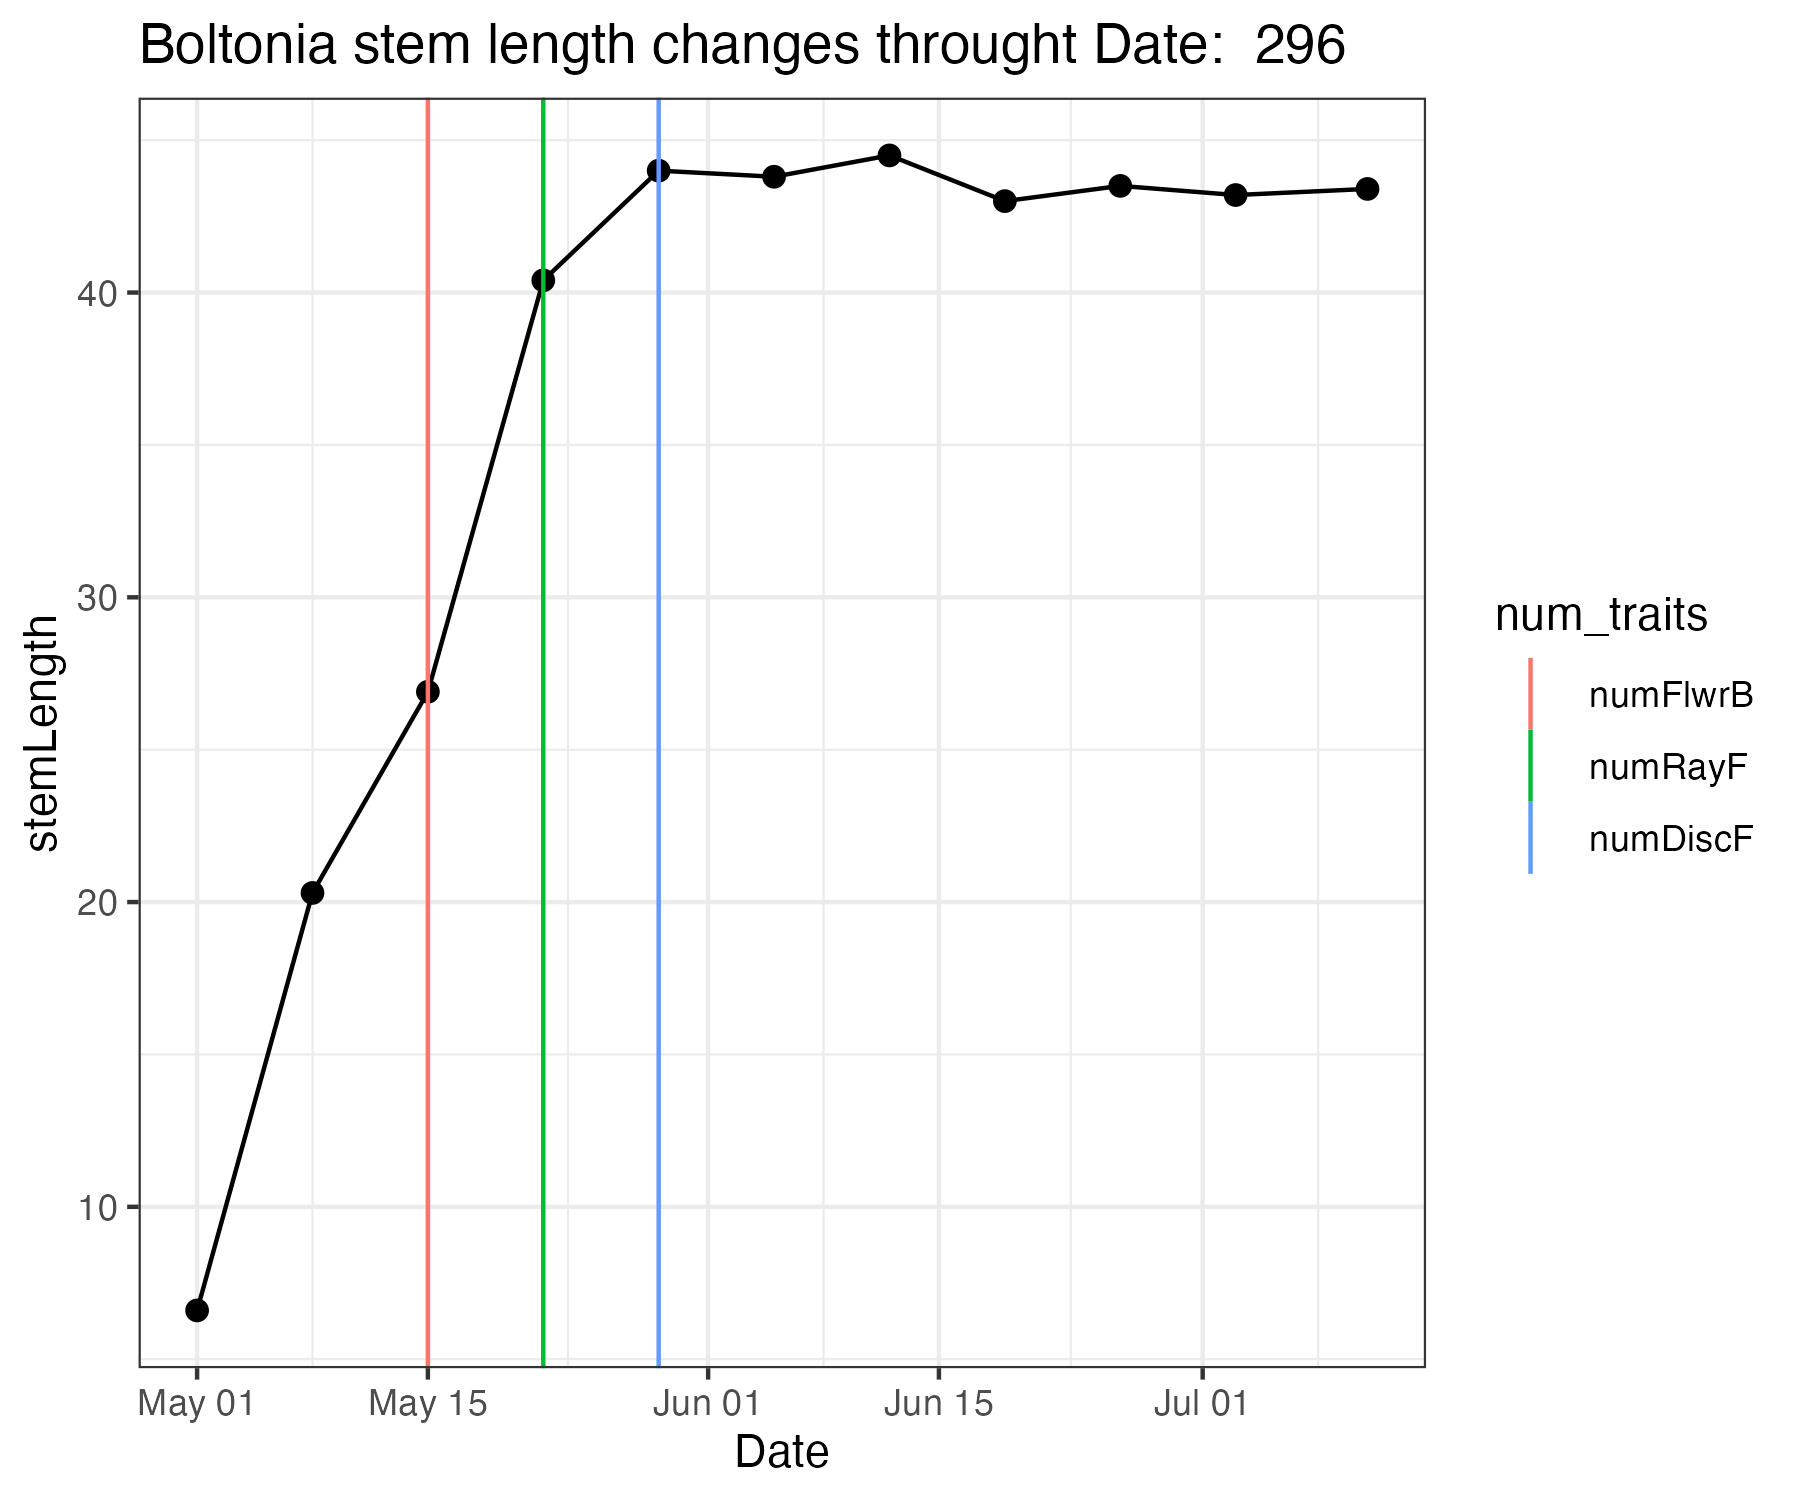 Boltonia stem length changes throught Date:  296
stemLength
40
30
20
10
May 01
May 15
Jun 01
Jun 15
Jul 01
Date
num_traits
numFlwrB
numRayF
numDiscF